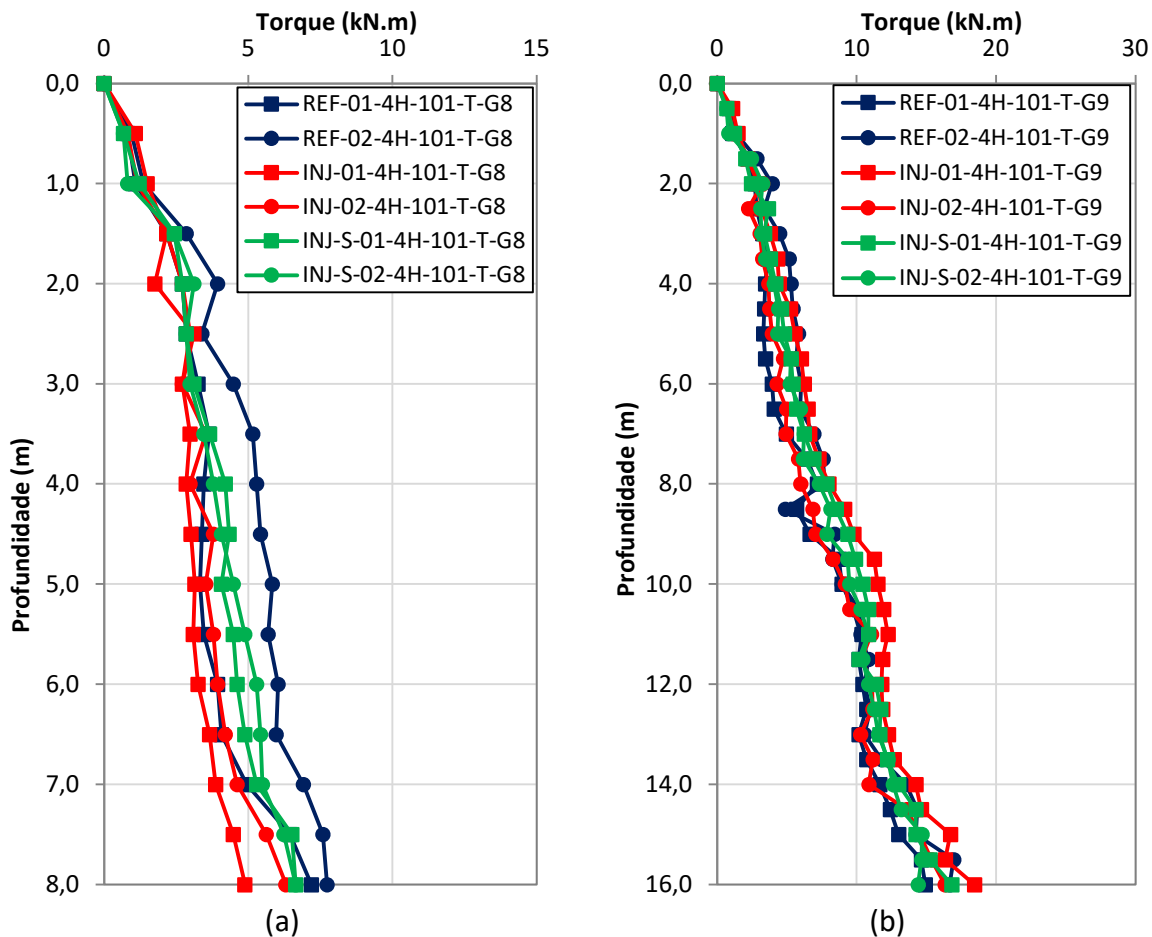 Torque (kN.m)
0 5 10 15
0,0
1,0
2,0
3,0
4,0
5,0
6,0
7,0
8,0
Profundidade (m)
REF-01-4H-101-T-G8
REF-02-4H-101-T-G8
INJ-01-4H-101-T-G8
INJ-02-4H-101-T-G8
INJ-S-01-4H-101-T-G8
INJ-S-02-4H-101-T-G8
(a)
Torque (kN.m)
0 10 20 30
0,0
2,0
4,0
6,0
8,0
10,0
12,0
14,0
16,0
Profundidade (m)
REF-01-4H-101-T-G9
REF-02-4H-101-T-G9
INJ-01-4H-101-T-G9
INJ-02-4H-101-T-G9
INJ-S-01-4H-101-T-G9
INJ-S-02-4H-101-T-G9
(b)